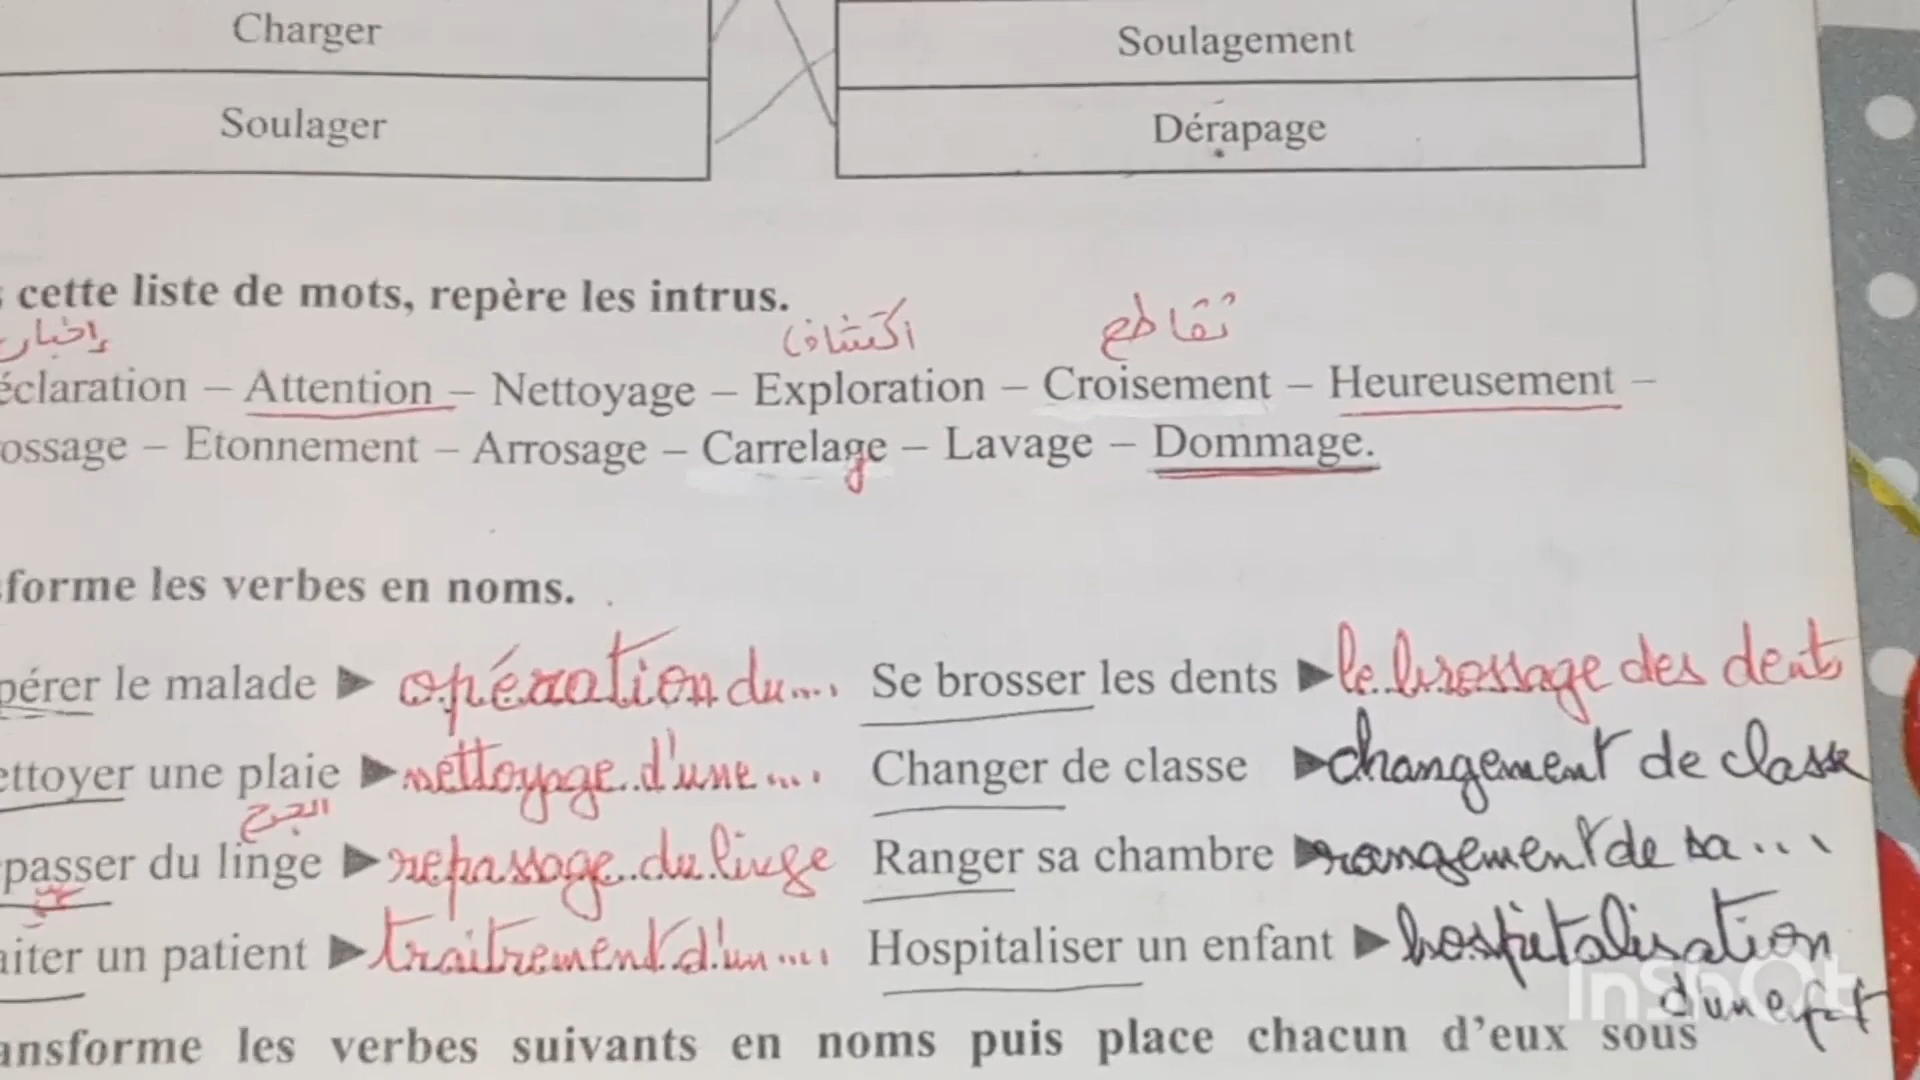 Charger Soulagement
Soulager Dérapage
cette liste de mots, repère les intrus.
إخبار اكتشاف تقاطع
éclaration – Attention – Nettoyage – Exploration – Croisement – Heureusement –
ossage – Etonnement – Arrosage – Carrelage – Lavage – Dommage.
forme les verbes en noms.
pérer le malade ► opération du.... Se brosser les dents ► le brossage des dents
ettoyer une plaie ► nettoyage d'une.... Changer de classe ► changement de classe
الجرح
passer du linge ► repassage du linge Ranger sa chambre ► rangement de sa...
aiter un patient ► traitrement d'un.... Hospitaliser un enfant ► hospitalisation
d'un eft
ansforme les verbes suivants en noms puis place chacun d'eux sous
InShOt